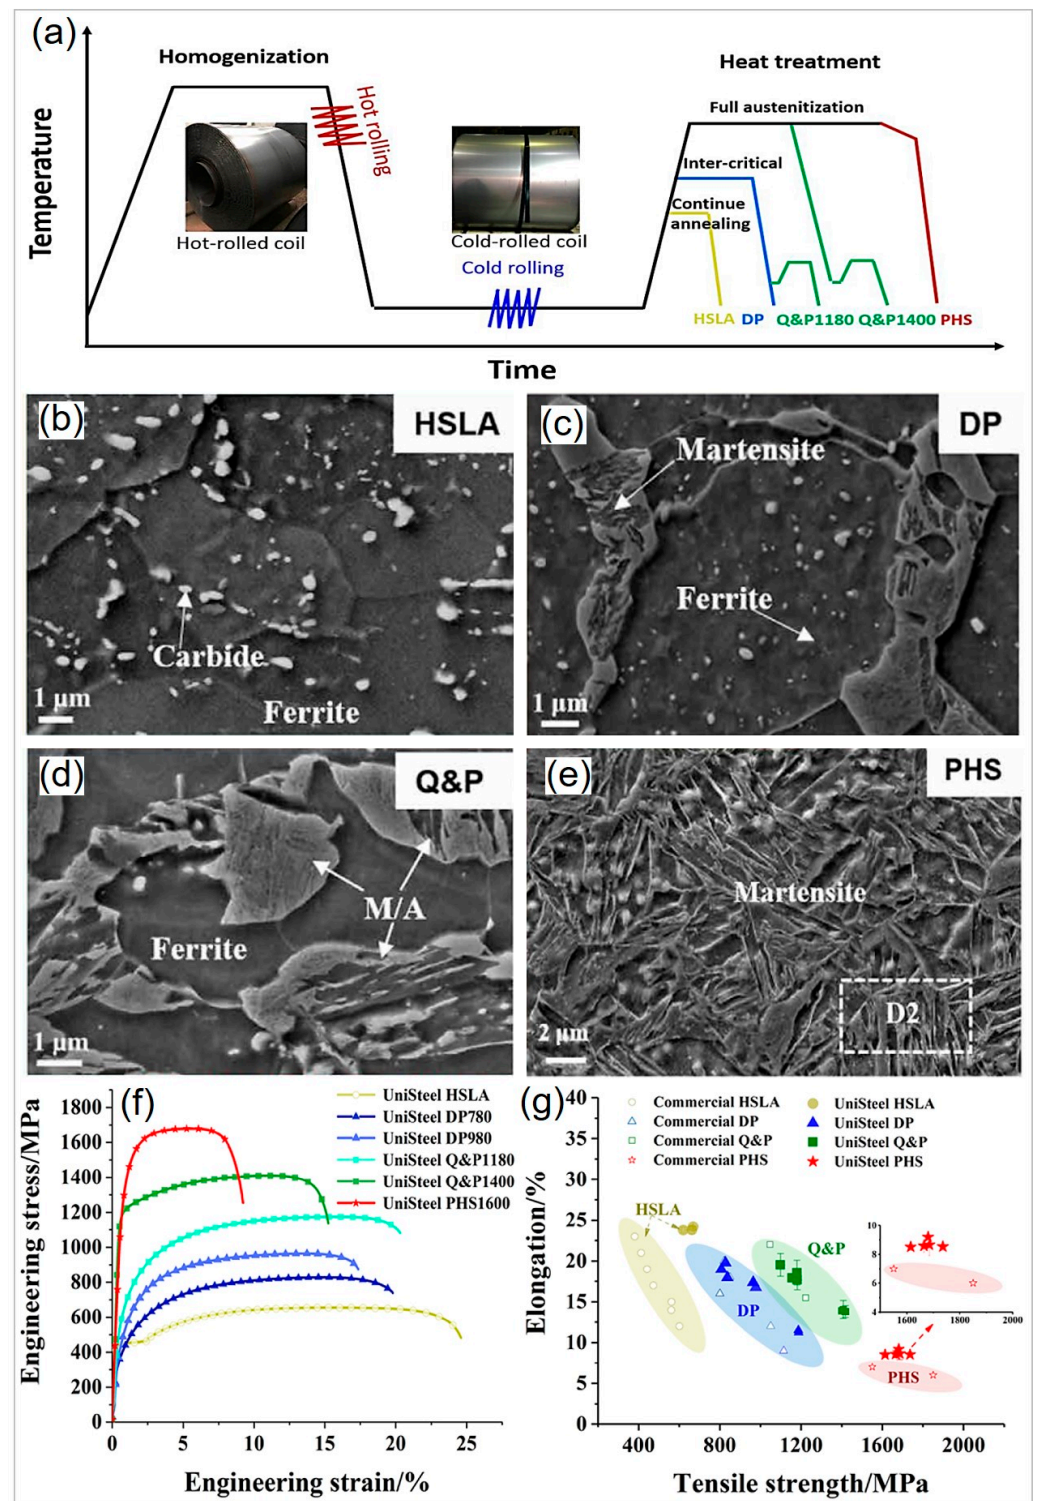 (a)
Homogenization
Heat treatment
Full austenitization
Hot rolling
Inter-critical
Continue
annealing
Temperature
Hot-rolled coil
Cold-rolled coil
Cold rolling
HSLA DP Q&P1180 Q&P1400 PHS
Time
(b)
HSLA
Carbide
Ferrite
1 μm
(c)
DP
Martensite
Ferrite
1 μm
(d)
Q&P
M/A
Ferrite
1 μm
(e)
PHS
Martensite
D2
2 μm
(f)
UniSteel HSLA
UniSteel DP780
UniSteel DP980
UniSteel Q&P1180
UniSteel Q&P1400
UniSteel PHS1600
Engineering stress/MPa
1800
1600
1400
1200
1000
800
600
400
200
0
0 5 10 15 20 25
Engineering strain/%
(g)
Commercial HSLA
Commercial DP
Commercial Q&P
Commercial PHS
UniSteel HSLA
UniSteel DP
UniSteel Q&P
UniSteel PHS
Elongation/%
40
35
30
25
20
15
10
5
0
HSLA
Q&P
DP
PHS
10
8
6
4
1600 1800 2000
400 800 1200 1600 2000
Tensile strength/MPa